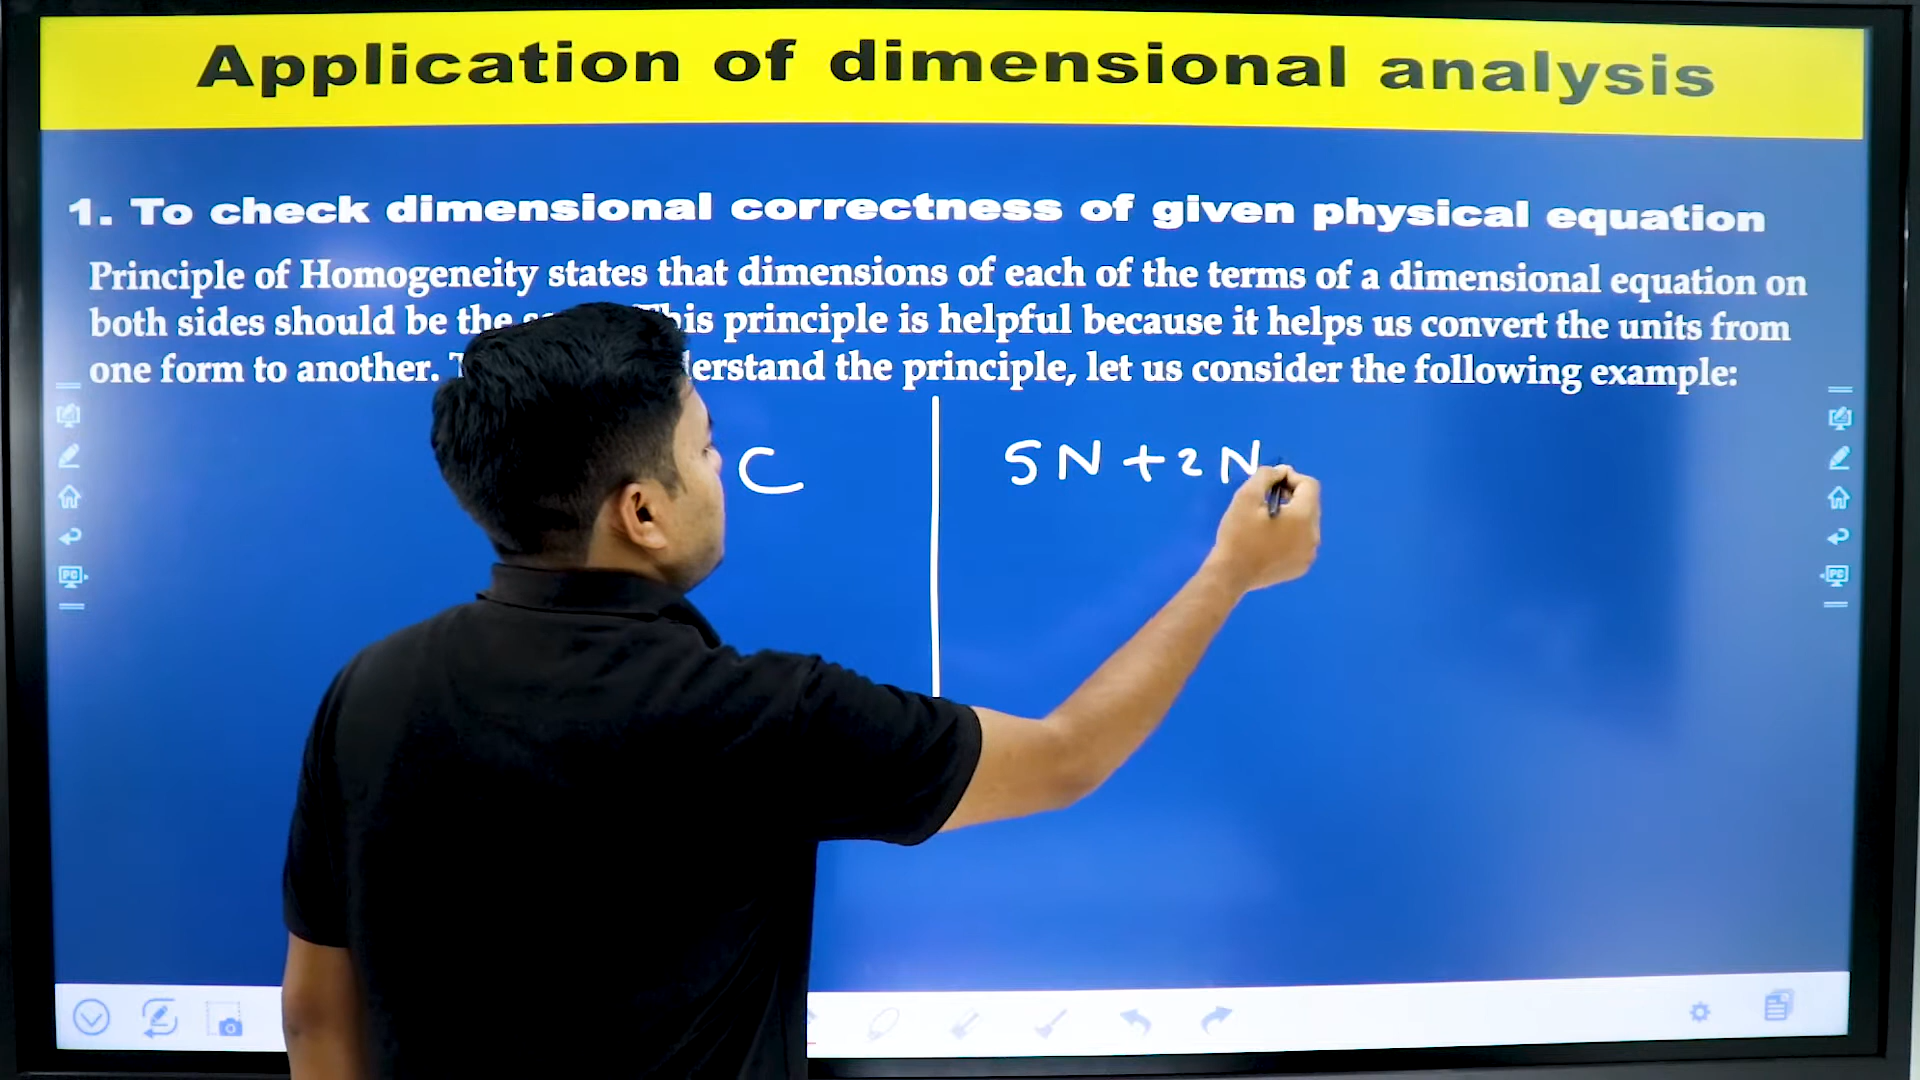 Application of dimensional analysis
1. To check dimensional correctness of given physical equation
Principle of Homogeneity states that dimensions of each of the terms of a dimensional equation on
both sides should be the principle is helpful because it helps us convert the units from
one form to another. the principle, let us consider the following example:
C
5N + 2N
PC
PC